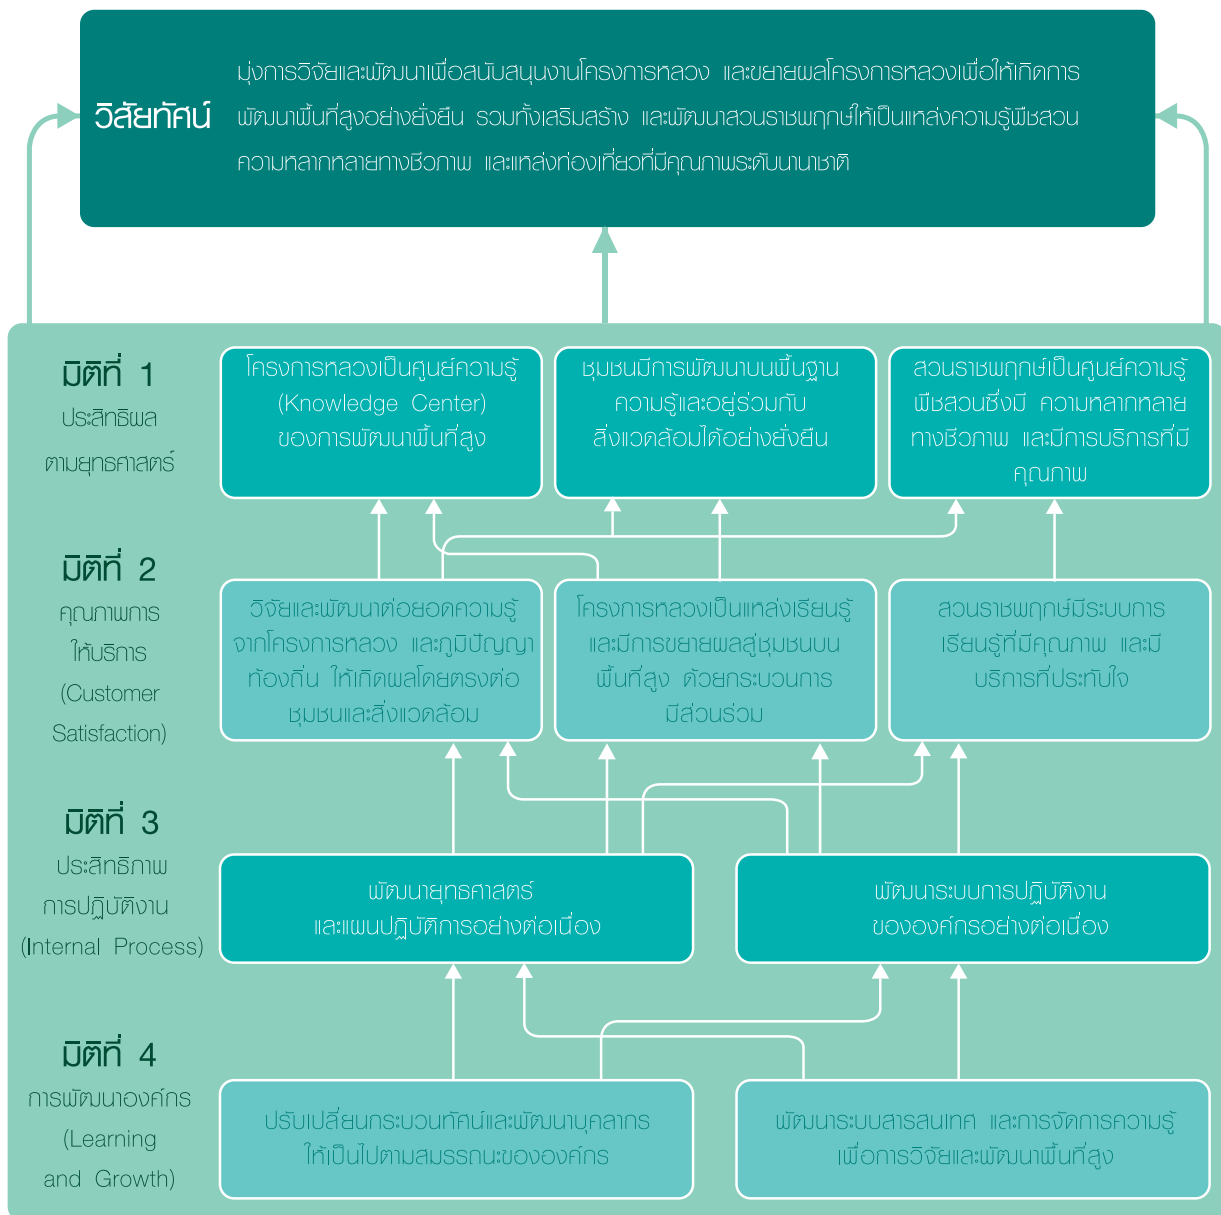 วิสัยทัศน์
มุ่งการวิจัยและพัฒนาเพื่อสนับสนุนงานโครงการหลวง และขยายผลโครงการหลวงเพื่อให้เกิดการ
พัฒนาพื้นที่สูงอย่างยั่งยืน รวมทั้งเสริมสร้าง และพัฒนาสวนราชพฤกษ์ให้เป็นแหล่งความรู้พืชสวน
ความหลากหลายทางชีวภาพ และแหล่งท่องเที่ยวที่มีคุณภาพระดับนานาชาติ
มิติที่ 1
ประสิทธิผล
ตามยุทธศาสตร์
โครงการหลวงเป็นศูนย์ความรู้
(Knowledge Center)
ของการพัฒนาพื้นที่สูง
ชุมชนมีการพัฒนาบนพื้นฐาน
ความรู้และอยู่ร่วมกับ
สิ่งแวดล้อมได้อย่างยั่งยืน
สวนราชพฤกษ์เป็นศูนย์ความรู้
พืชสวนซึ่งมี ความหลากหลาย
ทางชีวภาพ และมีการบริการที่มี
คุณภาพ
มิติที่ 2
คุณภาพการ
ให้บริการ
(Customer
Satisfaction)
วิจัยและพัฒนาต่อยอดความรู้
จากโครงการหลวง และภูมิปัญญา
ท้องถิ่น ให้เกิดผลโดยตรงต่อ
ชุมชนและสิ่งแวดล้อม
โครงการหลวงเป็นแหล่งเรียนรู้
และมีการขยายผลสู่ชุมชนบน
พื้นที่สูง ด้วยกระบวนการ
มีส่วนร่วม
สวนราชพฤกษ์มีระบบการ
เรียนรู้ที่มีคุณภาพ และมี
บริการที่ประทับใจ
มิติที่ 3
ประสิทธิภาพ
การปฏิบัติงาน
(Internal Process)
พัฒนายุทธศาสตร์
และแผนปฏิบัติการอย่างต่อเนื่อง
พัฒนาระบบการปฏิบัติงาน
ขององค์กรอย่างต่อเนื่อง
มิติที่ 4
การพัฒนาองค์กร
(Learning
and Growth)
ปรับเปลี่ยนกระบวนทัศน์และพัฒนาบุคลากร
ให้เป็นไปตามสมรรถนะขององค์กร
พัฒนาระบบสารสนเทศ และการจัดการความรู้
เพื่อการวิจัยและพัฒนาพื้นที่สูง